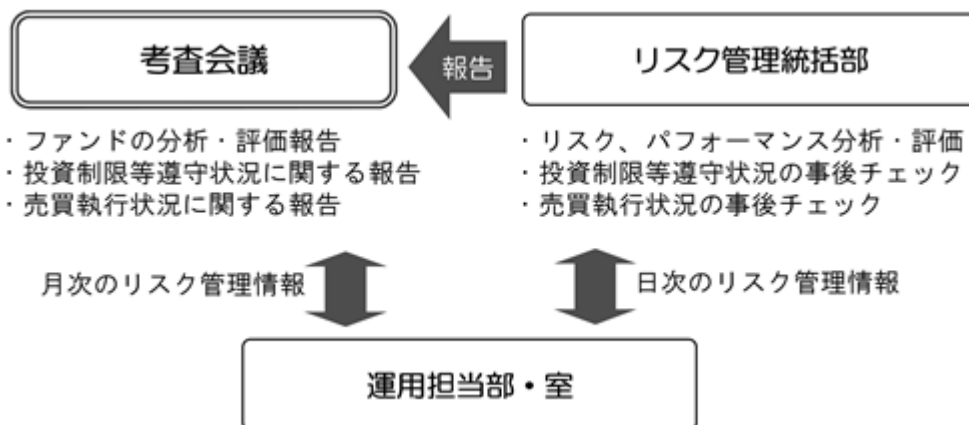 考査会議
報告
リスク管理統括部
・ファンドの分析・評価報告
・投資制限等遵守状況に関する報告
・売買執行状況に関する報告
・リスク、パフォーマンス分析・評価
・投資制限等遵守状況の事後チェック
・売買執行状況の事後チェック
月次のリスク管理情報
日次のリスク管理情報
運用担当部・室